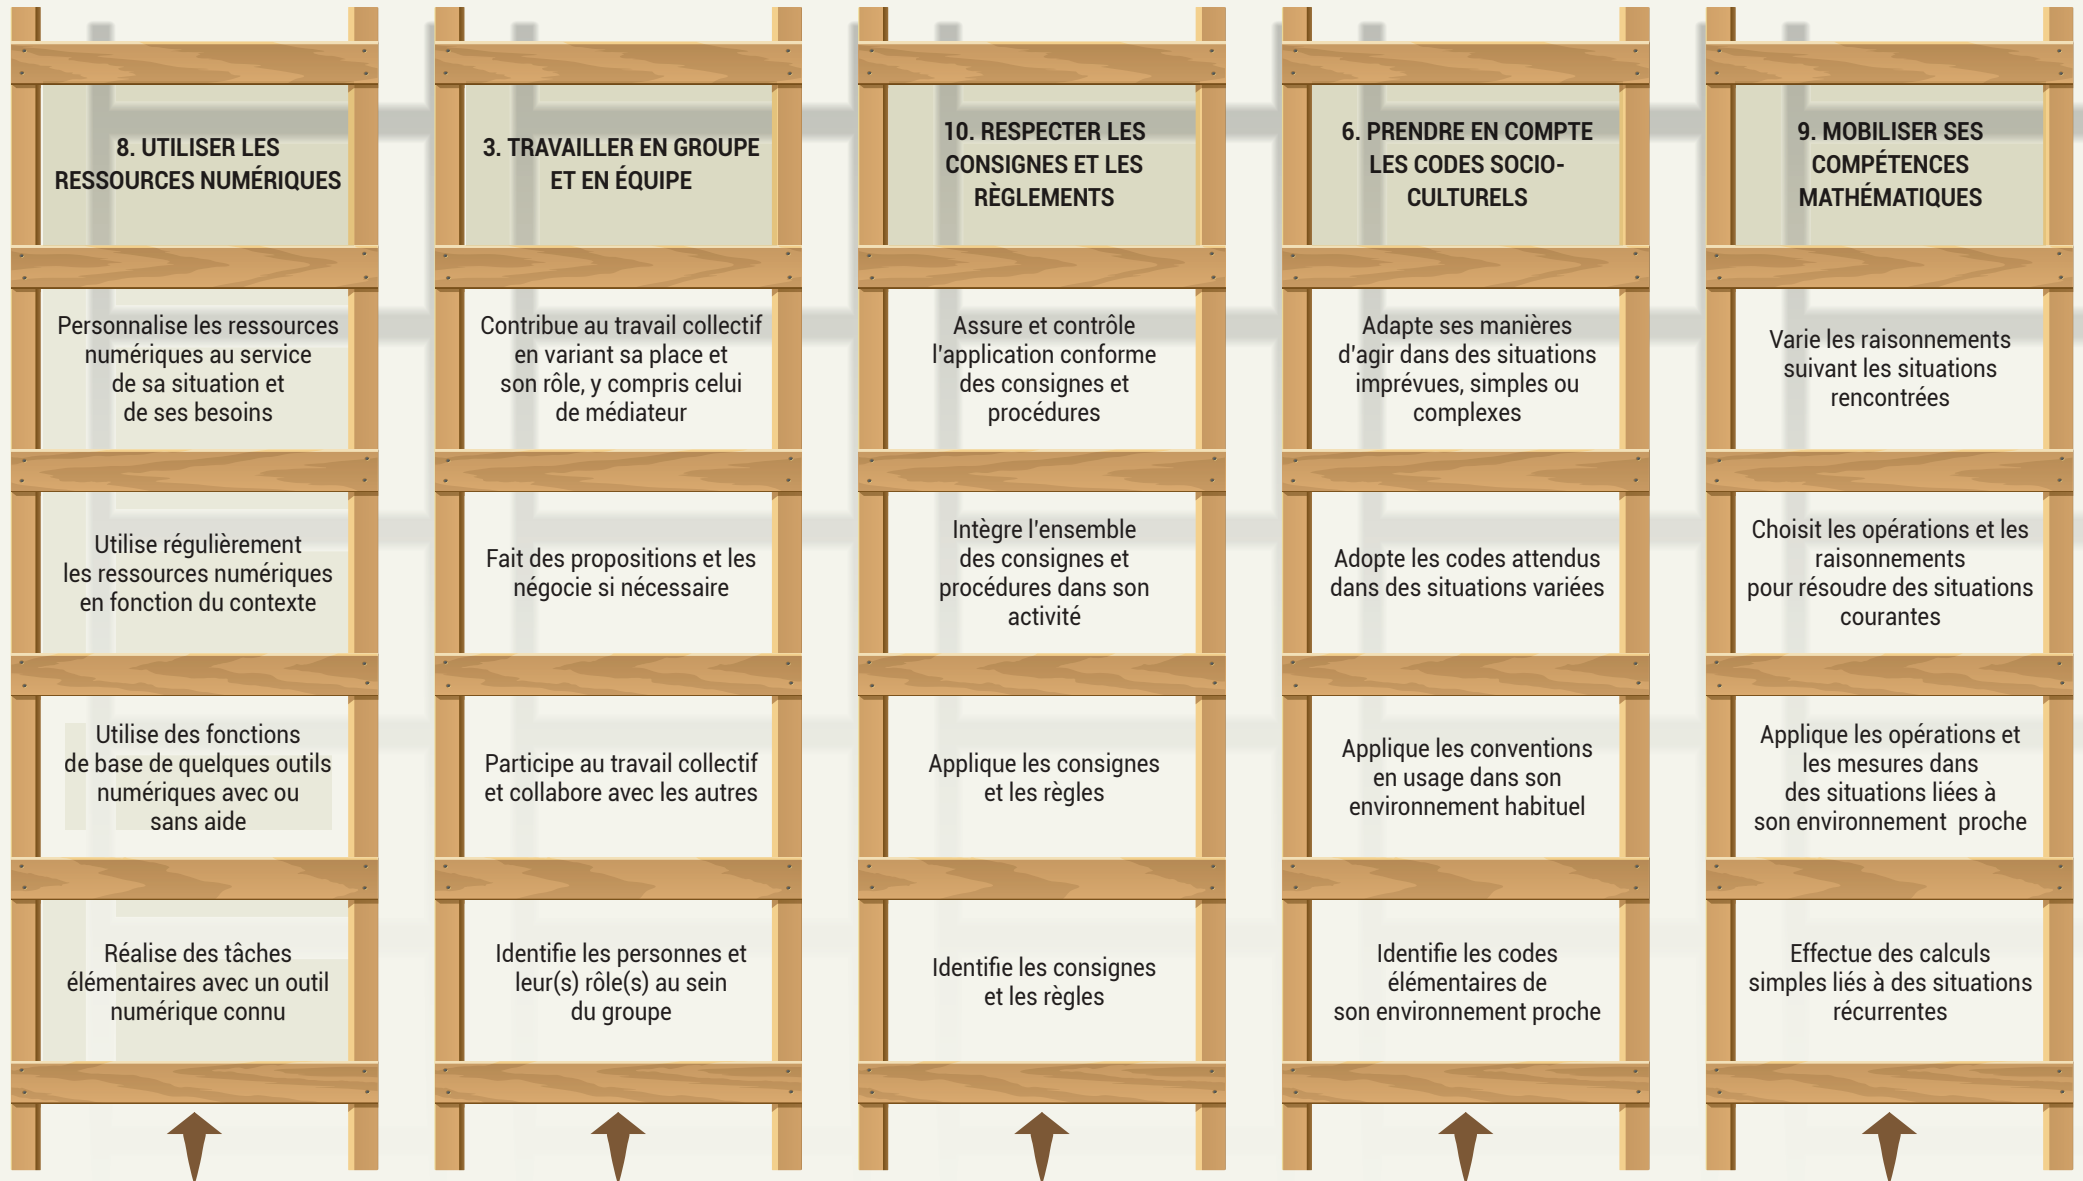 8. UTILISER LES
RESSOURCES NUMÉRIQUES
Personnalise les ressources
numériques au service
de sa situation et
de ses besoins
Utilise régulièrement
les ressources numériques
en fonction du contexte
Utilise des fonctions
de base de quelques outils
numériques avec ou
sans aide
Réalise des tâches
élémentaires avec un outil
numérique connu
3. TRAVAILLER EN GROUPE
ET EN ÉQUIPE
Contribue au travail collectif
en variant sa place et
son rôle, y compris celui
de médiateur
Fait des propositions et les
négocie si nécessaire
Participe au travail collectif
et collabore avec les autres
Identifie les personnes et
leur(s) rôle(s) au sein
du groupe
10. RESPECTER LES
CONSIGNES ET LES
RÈGLEMENTS
Assure et contrôle
l'application conforme
des consignes et
procédures
Intègre l'ensemble
des consignes et
procédures dans son
activité
Applique les consignes
et les règles
Identifie les consignes
et les règles
6. PRENDRE EN COMPTE
LES CODES SOCIO-
CULTURELS
Adapte ses manières
d'agir dans des situations
imprévues, simples ou
complexes
Adopte les codes attendus
dans des situations variées
Applique les conventions
en usage dans son
environnement habituel
Identifie les codes
élémentaires de
son environnement proche
9. MOBILISER SES
COMPÉTENCES
MATHÉMATIQUES
Varie les raisonnements
suivant les situations
rencontrées
Choisit les opérations et les
raisonnements
pour résoudre des situations
courantes
Applique les opérations et
les mesures dans
des situations liées à
son environnement proche
Effectue des calculs
simples liés à des situations
récurrentes